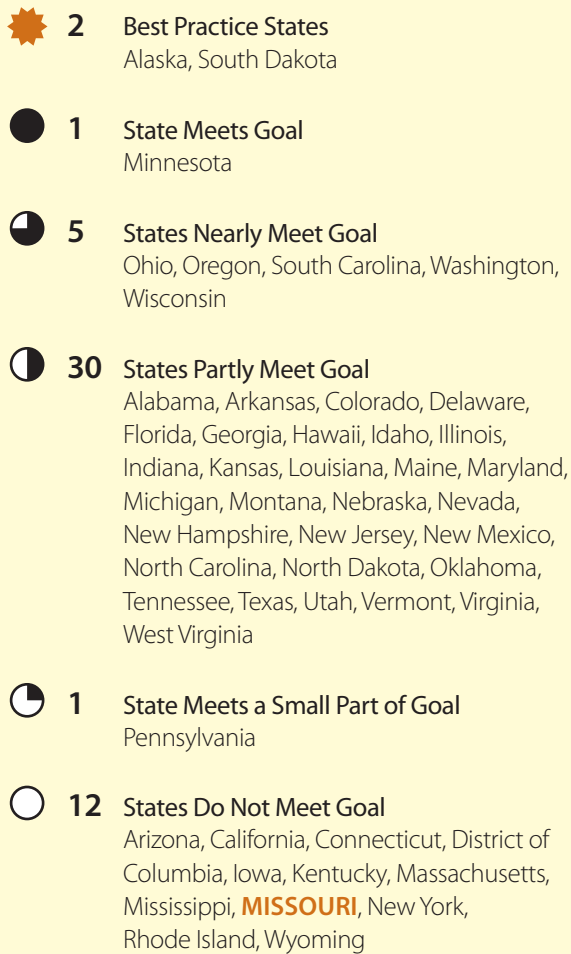 2 Best Practice States
Alaska, South Dakota
1 State Meets Goal
Minnesota
5 States Nearly Meet Goal
Ohio, Oregon, South Carolina, Washington,
Wisconsin
30 States Partly Meet Goal
Alabama, Arkansas, Colorado, Delaware,
Florida, Georgia, Hawaii, Idaho, Illinois,
Indiana, Kansas, Louisiana, Maine, Maryland,
Michigan, Montana, Nebraska, Nevada,
New Hampshire, New Jersey, New Mexico,
North Carolina, North Dakota, Oklahoma,
Tennessee, Texas, Utah, Vermont, Virginia,
West Virginia
1 State Meets a Small Part of Goal
Pennsylvania
12 States Do Not Meet Goal
Arizona, California, Connecticut, District of
Columbia, Iowa, Kentucky, Massachusetts,
Mississippi, MISSOURI, New York,
Rhode Island, Wyoming